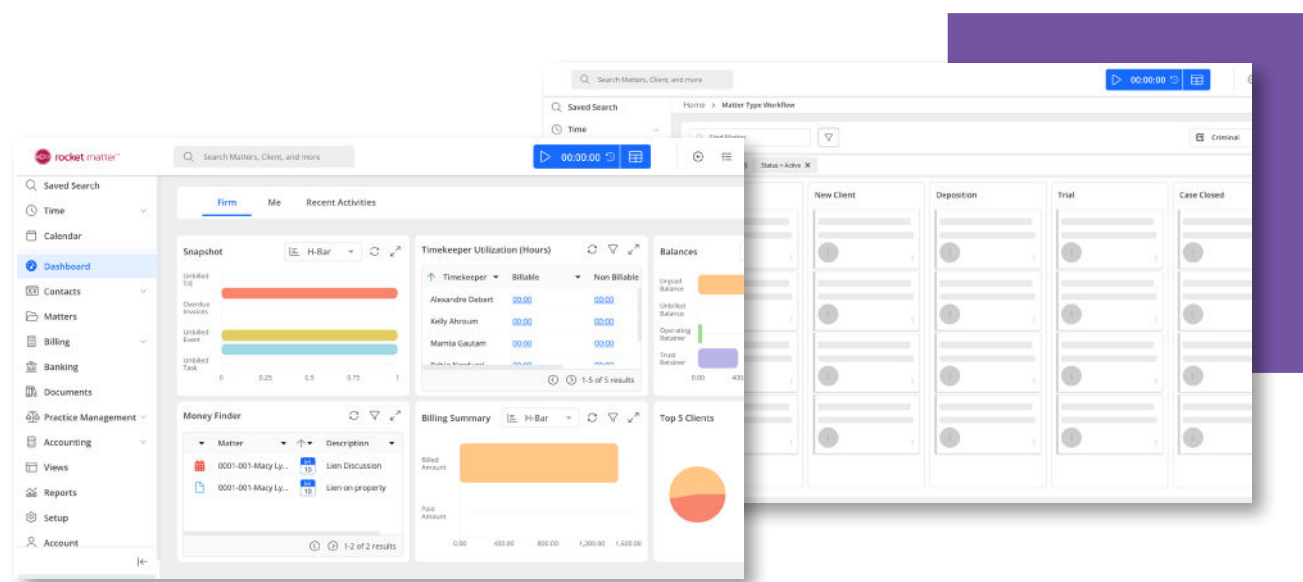 Search Matters, Client, and more
00:00:00
Saved Search
Home > Matter Type Workflow
Time
Find Matter
Criminal
Status = Active ✕
New Client
Deposition
Trial
Case Closed
rocket matter
Search Matters, Client, and more
00:00:00
Saved Search
Time
Calendar
Dashboard
Contacts
Matters
Billing
Banking
Documents
Practice Management
Accounting
Views
Reports
Setup
Account
Firm Me Recent Activities
Snapshot
H-Bar
Unbilled
T/E
Overdue
Invoices
Unbilled
Event
Unbilled
Task
0 0.25 0.5 0.75 1
Timekeeper Utilization (Hours)
Timekeeper Billable Non Billable
Alexandre Debert 00:00 00:00
Kelly Ahroum 00:00 00:00
Mamta Gautam 00:00 00:00
1-5 of 5 results
Balances
Unpaid
Balance
Unbilled
Balance
Operating
Retainer
Trust
Retainer
0.00 400
Money Finder
Matter Description
0001-001-Macy Ly... 10 Lien Discussion
0001-001-Macy Ly... 10 Lien on property
1-2 of 2 results
Billing Summary
H-Bar
Billed
Amount
Paid
Amount
0.00 400.00 800.00 1,200.00 1,600.00
Top 5 Clients